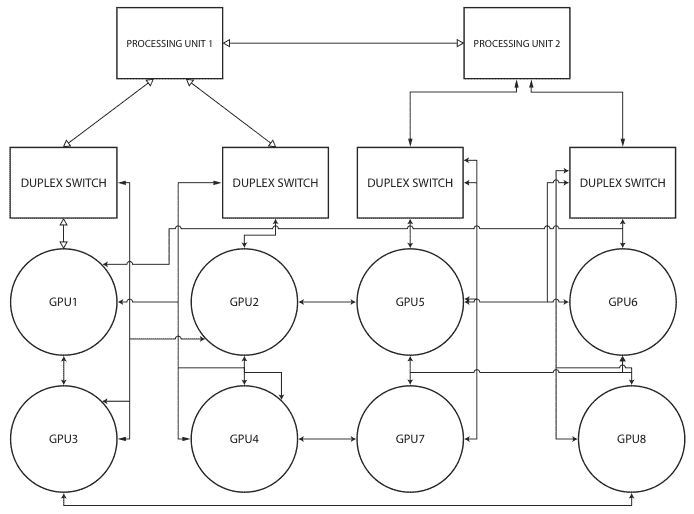 PROCESSING UNIT 1
PROCESSING UNIT 2
DUPLEX SWITCH
DUPLEX SWITCH
DUPLEX SWITCH
DUPLEX SWITCH
GPU1
GPU2
GPU5
GPU6
GPU3
GPU4
GPU7
GPU8